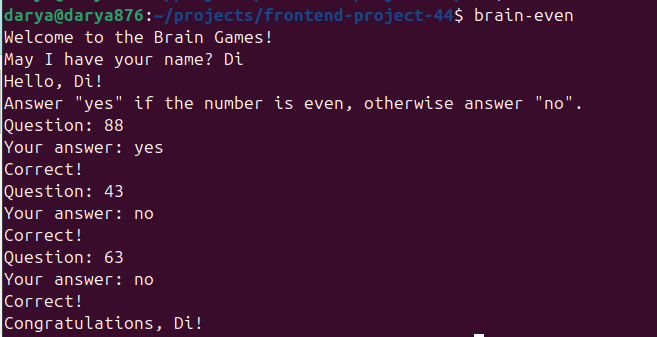 darya@darya876:~/projects/frontend-project-44$ brain-even
Welcome to the Brain Games!
May I have your name? Di
Hello, Di!
Answer "yes" if the number is even, otherwise answer "no".
Question: 88
Your answer: yes
Correct!
Question: 43
Your answer: no
Correct!
Question: 63
Your answer: no
Correct!
Congratulations, Di!